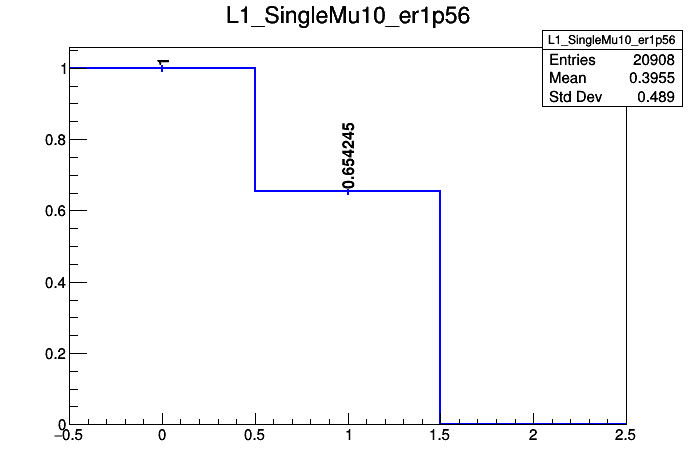 L1_SingleMu10_er1p56
L1_SingleMu10_er1p56
Entries 20908
Mean 0.3955
Std Dev 0.489
1
0.8
0.6
0.4
0.2
0
1
0.654245
−0.5 0 0.5 1 1.5 2 2.5